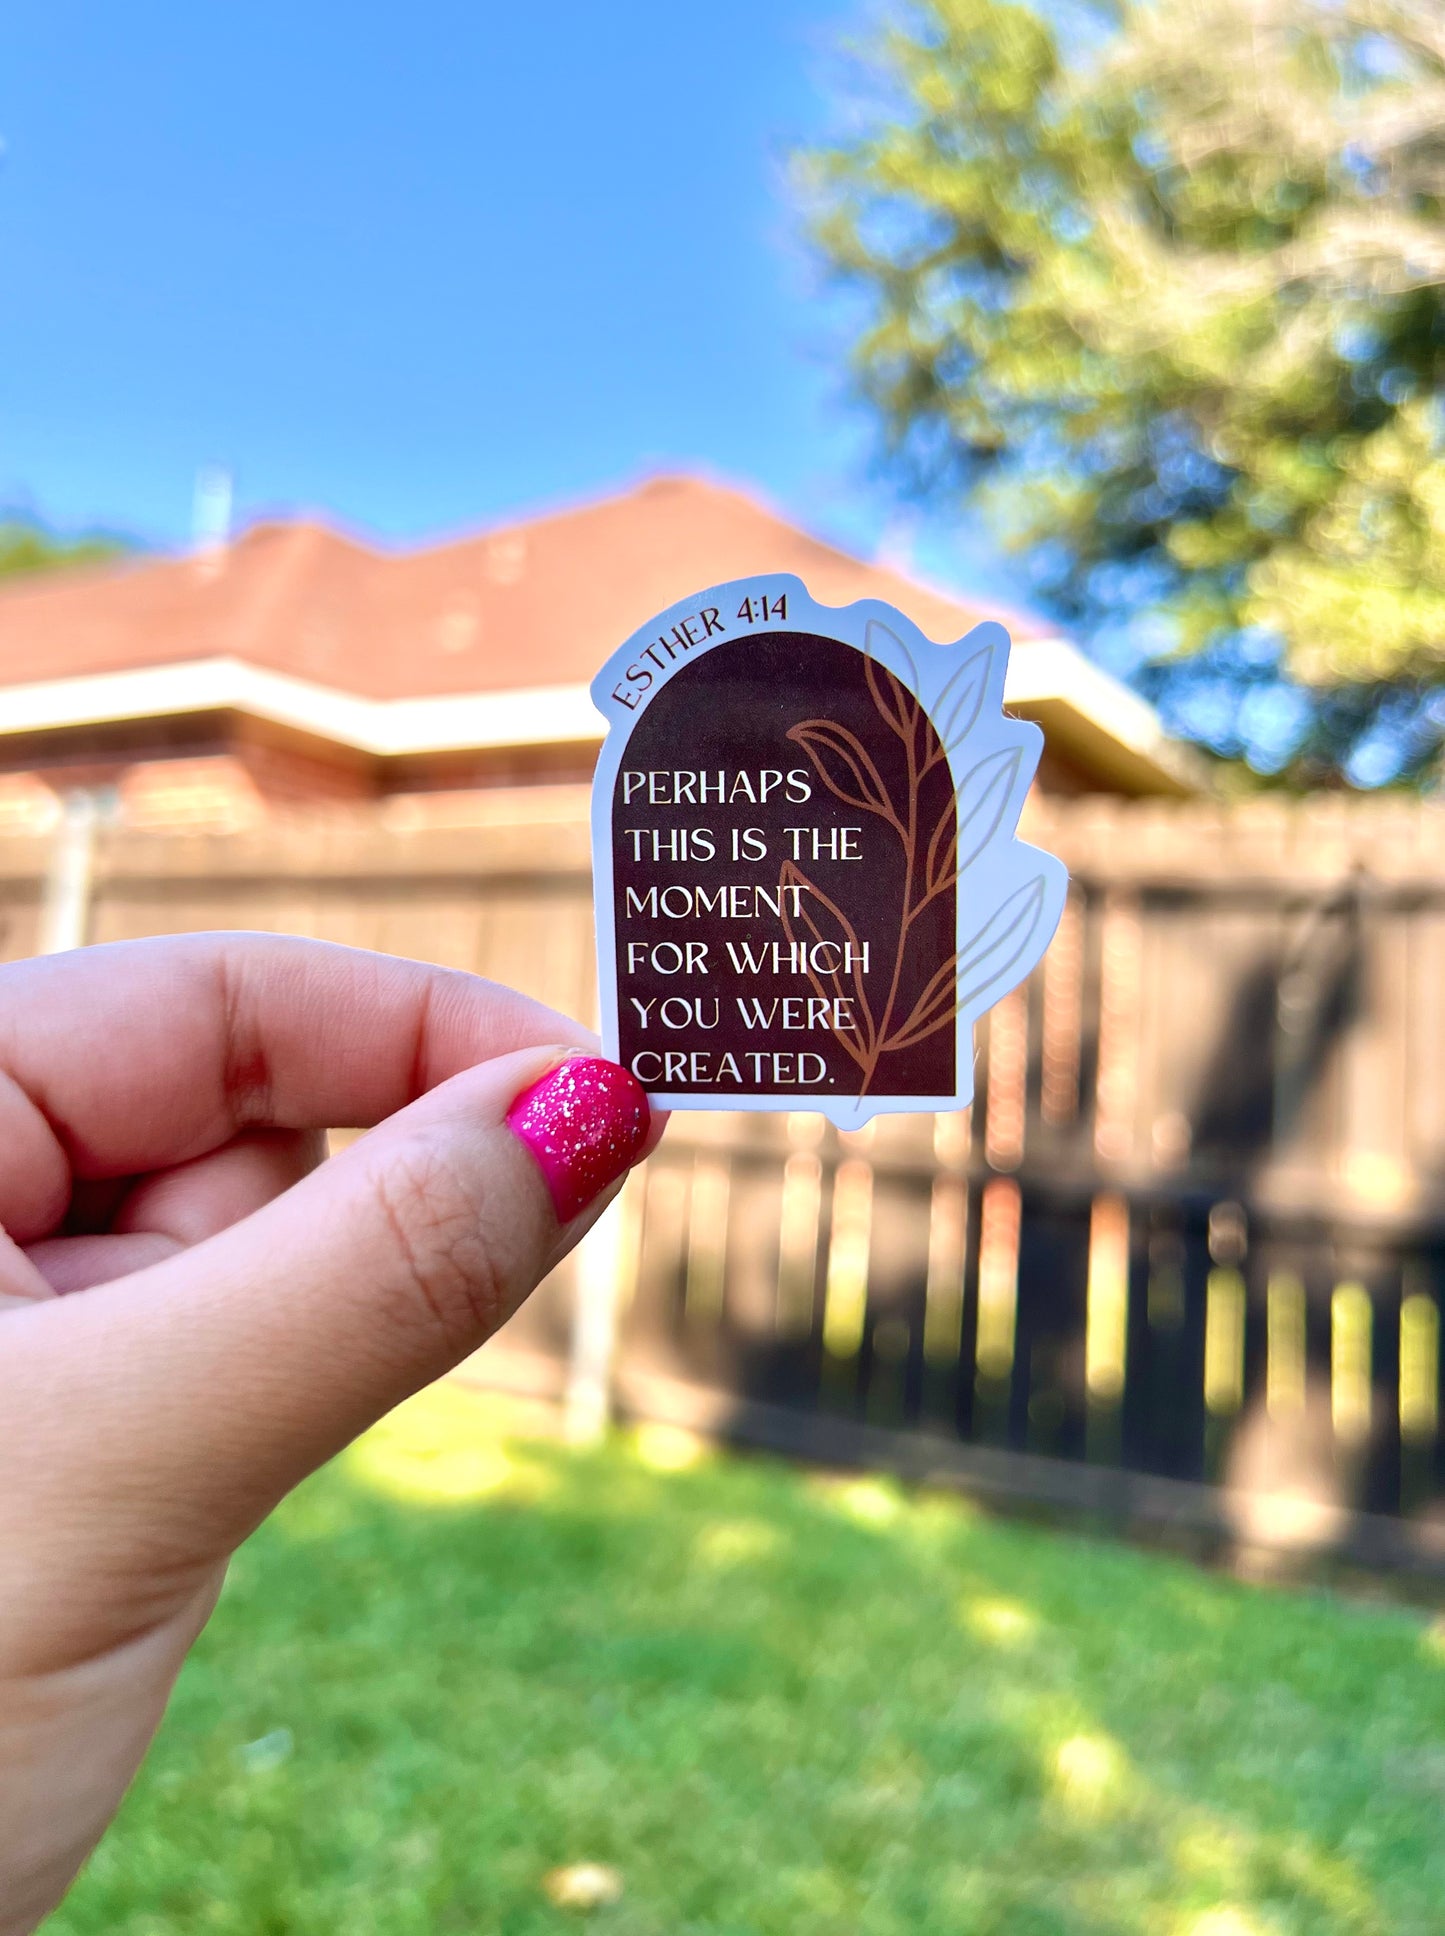 ESTHER 4:14
PERHAPS
THIS IS THE
MOMENT
FOR WHICH
YOU WERE
CREATED.